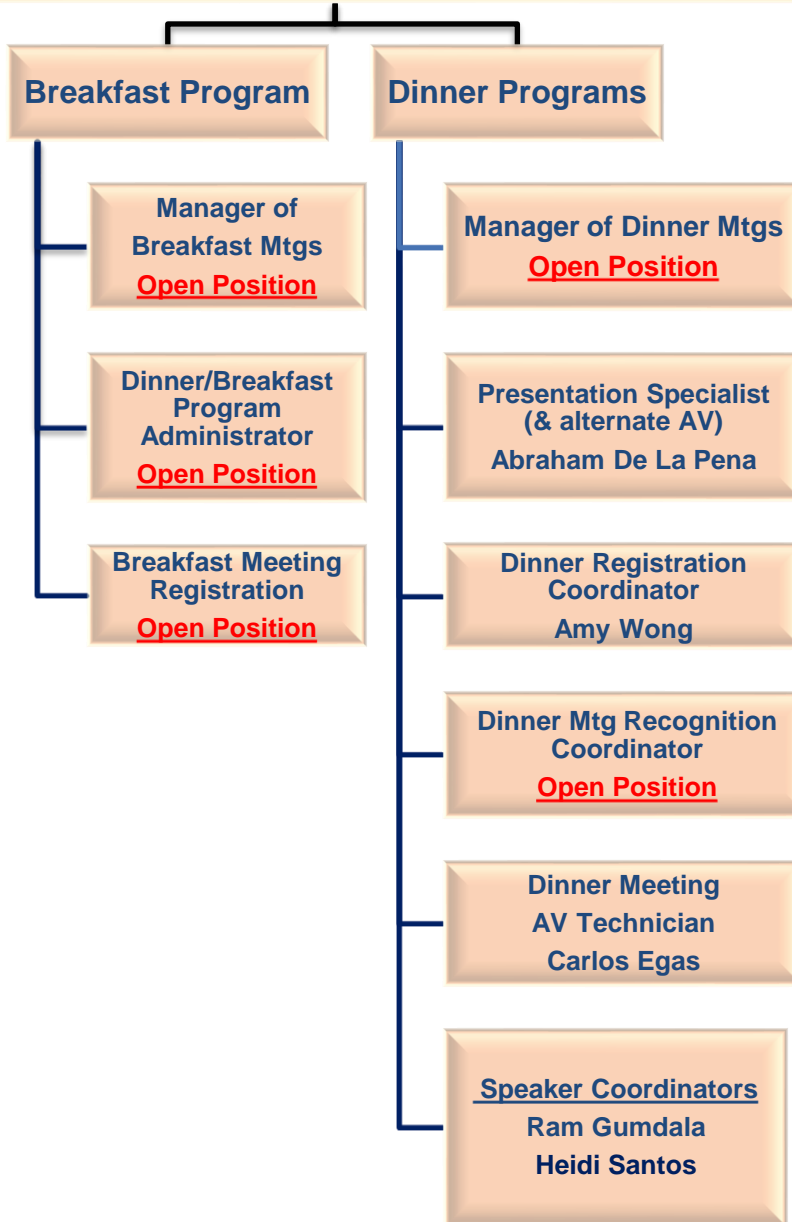 Breakfast Program
Manager of
Breakfast Mtgs
Open Position
Dinner/Breakfast
Program
Administrator
Open Position
Breakfast Meeting
Registration
Open Position
Dinner Programs
Manager of Dinner Mtgs
Open Position
Presentation Specialist
(& alternate AV)
Abraham De La Pena
Dinner Registration
Coordinator
Amy Wong
Dinner Mtg Recognition
Coordinator
Open Position
Dinner Meeting
AV Technician
Carlos Egas
Speaker Coordinators
Ram Gumdala
Heidi Santos